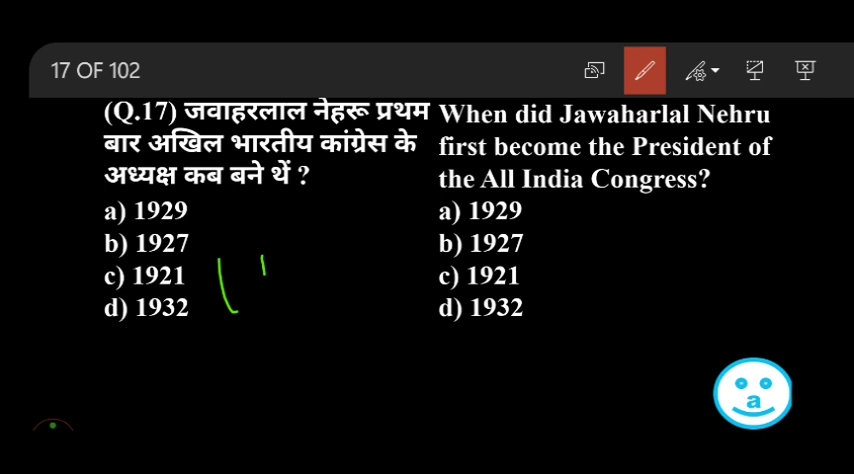 17 OF 102
(Q.17) जवाहरलाल नेहरू प्रथम
बार अखिल भारतीय कांग्रेस के
अध्यक्ष कब बने थें ?
a) 1929
b) 1927
c) 1921
d) 1932
When did Jawaharlal Nehru
first become the President of
the All India Congress?
a) 1929
b) 1927
c) 1921
d) 1932
a